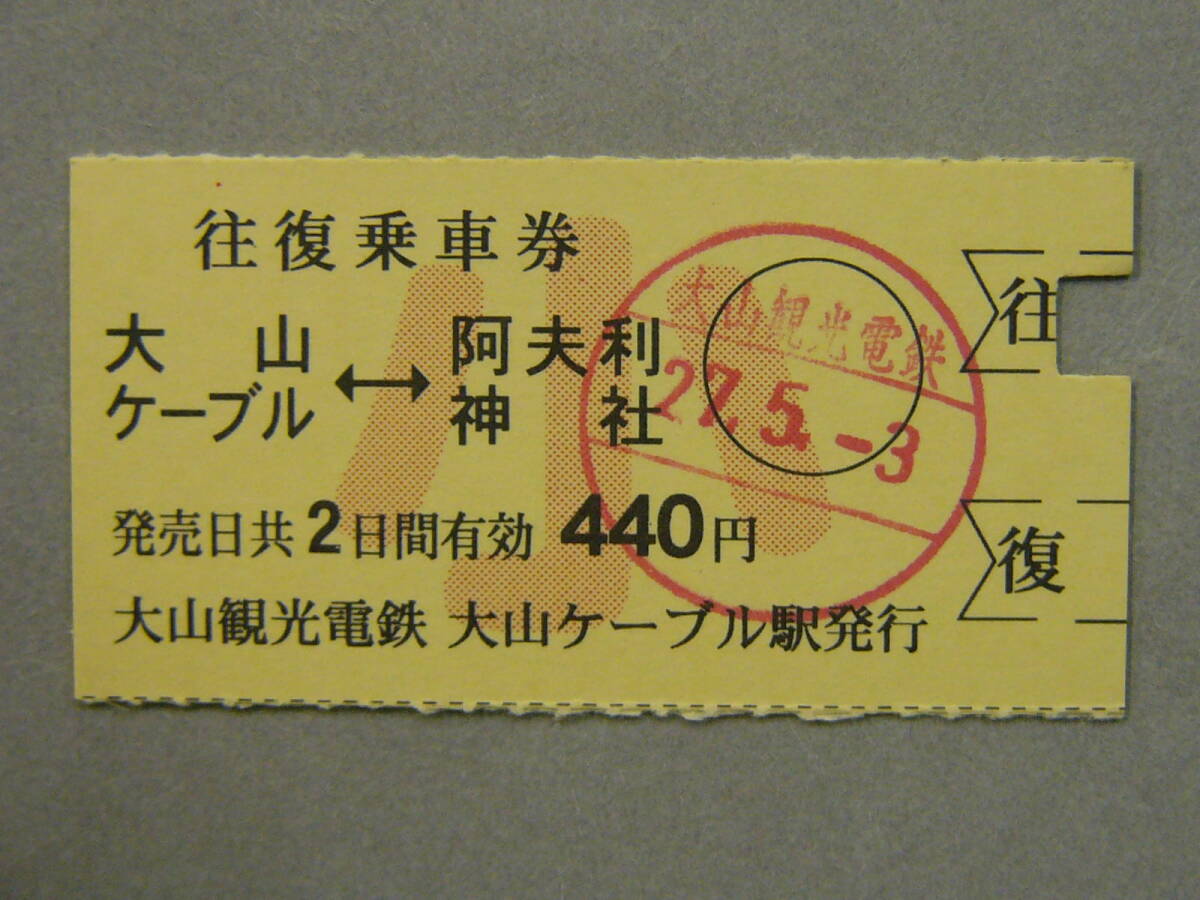 往復乗車券
大山ケーブル ↔ 阿夫利神社
発売日共2日間有効 440円
大山観光電鉄 大山ケーブル駅発行
大山観光電鉄
27.5.-3
往
復
小